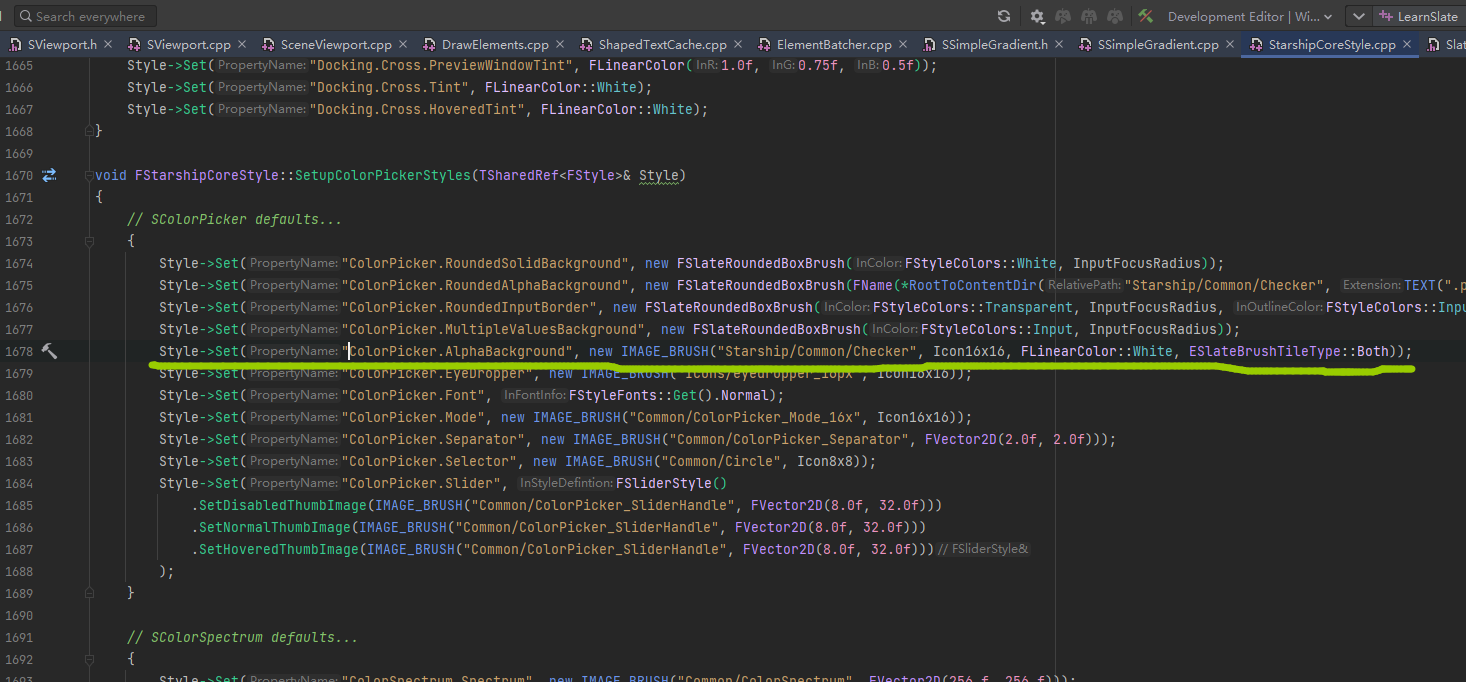 Search everywhere
Development Editor | Wi...
LearnSlate
SViewport.h
SViewport.cpp
SceneViewport.cpp
DrawElements.cpp
ShapedTextCache.cpp
ElementBatcher.cpp
SSimpleGradient.h
SSimpleGradient.cpp
StarshipCoreStyle.cpp
Slat
1665 Style->Set(PropertyName: "Docking.Cross.PreviewWindowTint", FLinearColor(InR: 1.0f, InG: 0.75f, InB: 0.5f));
1666 Style->Set(PropertyName: "Docking.Cross.Tint", FLinearColor::White);
1667 Style->Set(PropertyName: "Docking.Cross.HoveredTint", FLinearColor::White);
1668 }
1669
1670 void FStarshipCoreStyle::SetupColorPickerStyles(TSharedRef<FStyle>& Style)
1671 {
1672 // SColorPicker defaults...
1673 {
1674 Style->Set(PropertyName: "ColorPicker.RoundedSolidBackground", new FSlateRoundedBoxBrush(InColor: FStyleColors::White, InputFocusRadius));
1675 Style->Set(PropertyName: "ColorPicker.RoundedAlphaBackground", new FSlateRoundedBoxBrush(FName(*RootToContentDir(RelativePath: "Starship/Common/Checker", Extension: TEXT(".p
1676 Style->Set(PropertyName: "ColorPicker.RoundedInputBorder", new FSlateRoundedBoxBrush(InColor: FStyleColors::Transparent, InputFocusRadius, InOutlineColor: FStyleColors::Inpu
1677 Style->Set(PropertyName: "ColorPicker.MultipleValuesBackground", new FSlateRoundedBoxBrush(InColor: FStyleColors::Input, InputFocusRadius));
1678 Style->Set(PropertyName: "ColorPicker.AlphaBackground", new IMAGE_BRUSH("Starship/Common/Checker", Icon16x16, FLinearColor::White, ESlateBrushTileType::Both));
1679 Style->Set(PropertyName: "ColorPicker.EyeDropper", new IMAGE_BRUSH("Icons/eyedropper_16px", Icon16x16));
1680 Style->Set(PropertyName: "ColorPicker.Font", InFontInfo: FStyleFonts::Get().Normal);
1681 Style->Set(PropertyName: "ColorPicker.Mode", new IMAGE_BRUSH("Common/ColorPicker_Mode_16x", Icon16x16));
1682 Style->Set(PropertyName: "ColorPicker.Separator", new IMAGE_BRUSH("Common/ColorPicker_Separator", FVector2D(2.0f, 2.0f)));
1683 Style->Set(PropertyName: "ColorPicker.Selector", new IMAGE_BRUSH("Common/Circle", Icon8x8));
1684 Style->Set(PropertyName: "ColorPicker.Slider", InStyleDefintion: FSliderStyle()
1685 .SetDisabledThumbImage(IMAGE_BRUSH("Common/ColorPicker_SliderHandle", FVector2D(8.0f, 32.0f)))
1686 .SetNormalThumbImage(IMAGE_BRUSH("Common/ColorPicker_SliderHandle", FVector2D(8.0f, 32.0f)))
1687 .SetHoveredThumbImage(IMAGE_BRUSH("Common/ColorPicker_SliderHandle", FVector2D(8.0f, 32.0f))) // FSliderStyle&
1688 );
1689 }
1690
1691 // SColorSpectrum defaults...
1692 {
1693 Style->Set(PropertyName: "ColorSpectrum.Spectrum", new IMAGE_BRUSH("Common/ColorSpectrum", FVector2D(256.f, 256.f)));